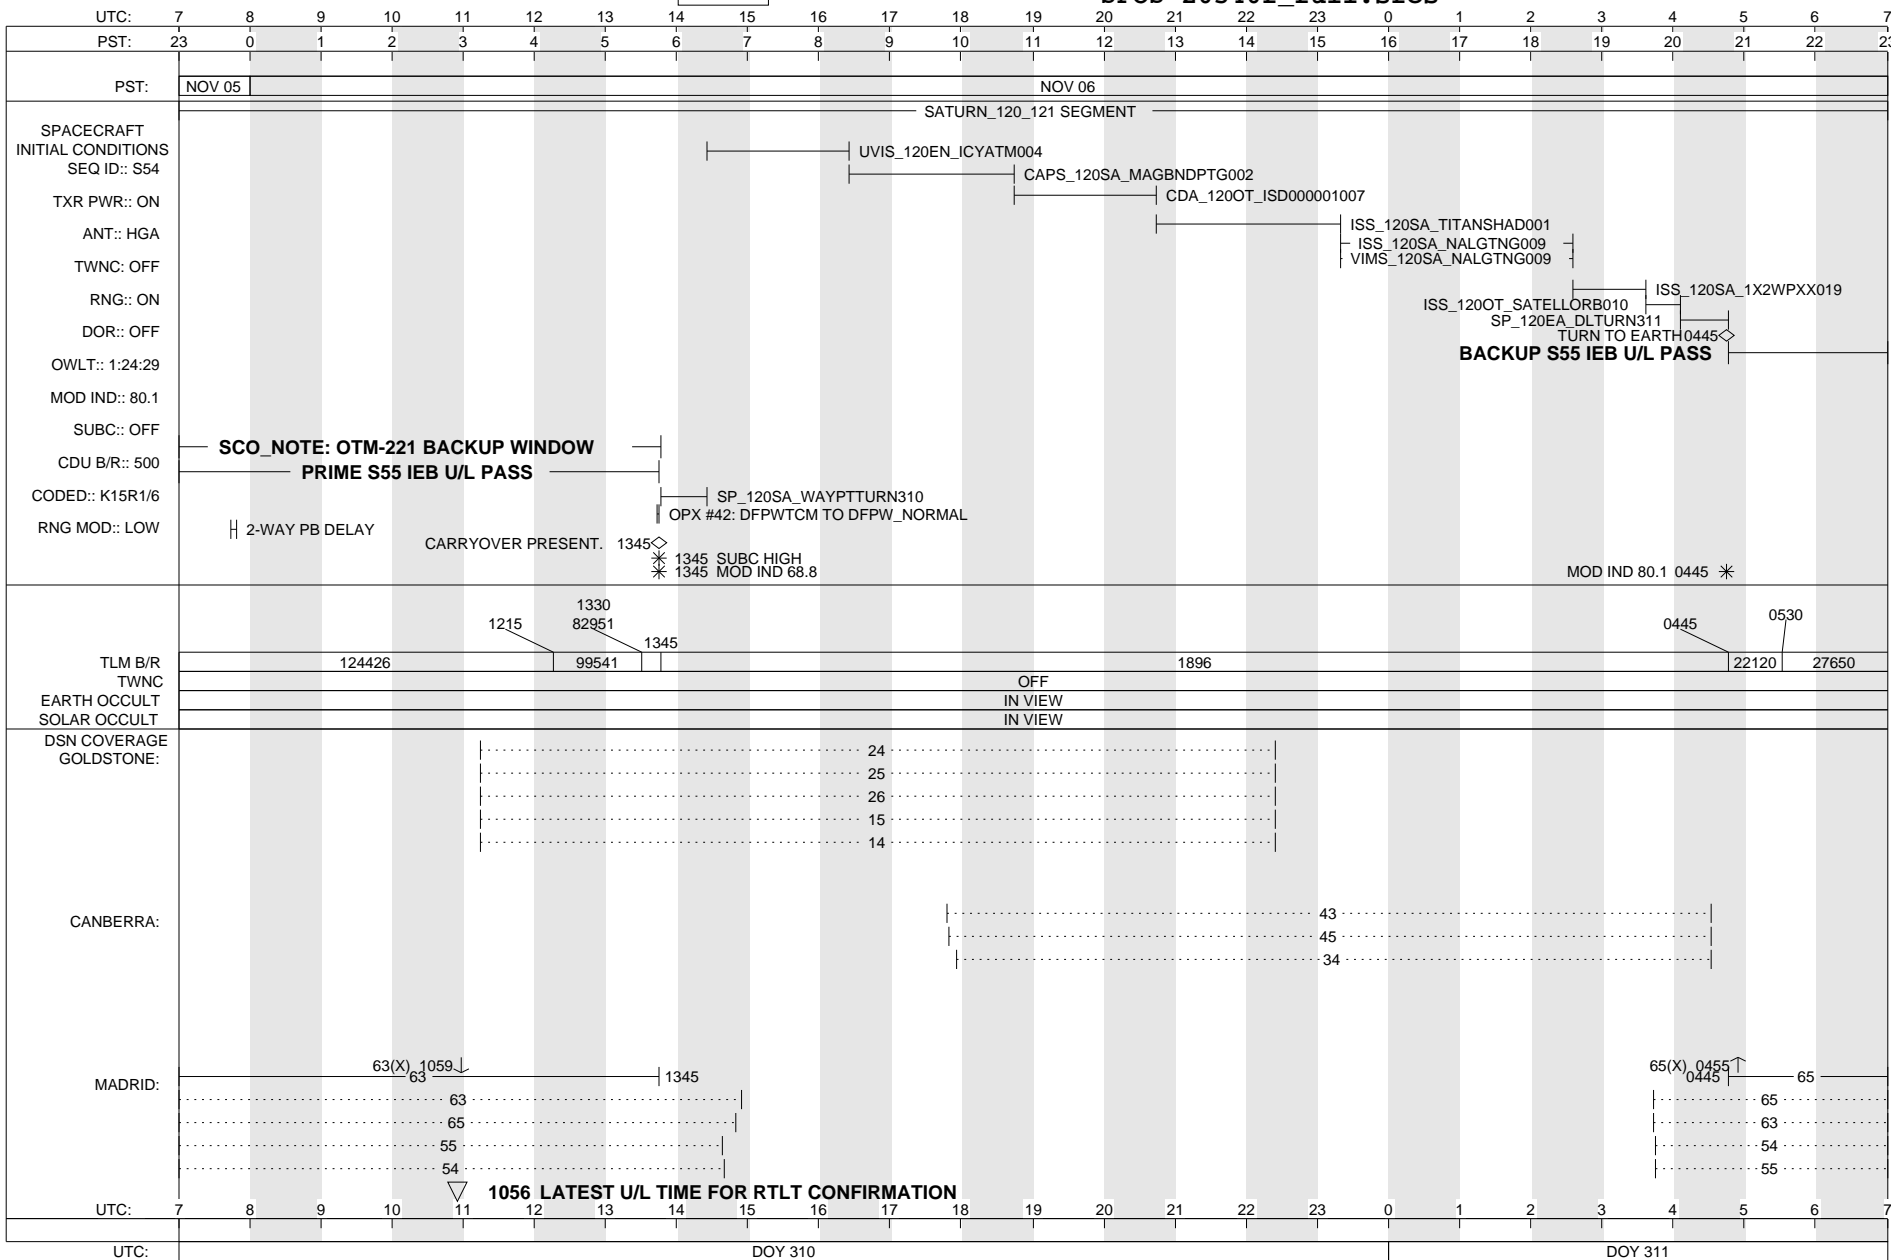 UTC: 7 8 9 10 11 12 13 14 15 16 17 18 19 20 21 22 23 0 1 2 3 4 5 6 7
PST: 23 0 1 2 3 4 5 6 7 8 9 10 11 12 13 14 15 16 17 18 19 20 21 22 23
PST: NOV 05 NOV 06
SATURN_120_121 SEGMENT
SPACECRAFT
INITIAL CONDITIONS
UVIS_120EN_ICYATM004
SEQ ID:: S54
CAPS_120SA_MAGBNDPTG002
TXR PWR:: ON
CDA_120OT_ISD000001007
ANT:: HGA
ISS_120SA_TITANSHAD001
ISS_120SA_NALGTNG009
VIMS_120SA_NALGTNG009
TWNC: OFF
RNG:: ON
ISS_120SA_1X2WPXX019
ISS_120OT_SATELLORB010
SP_120EA_DLTURN311
DOR:: OFF
TURN TO EARTH 0445
BACKUP S55 IEB U/L PASS
OWLT:: 1:24:29
MOD IND:: 80.1
SUBC:: OFF
SCO_NOTE: OTM-221 BACKUP WINDOW
CDU B/R:: 500
PRIME S55 IEB U/L PASS
CODED:: K15R1/6
SP_120SA_WAYPTTURN310
OPX #42: DFPWTCM TO DFPW_NORMAL
RNG MOD:: LOW
2-WAY PB DELAY
CARRYOVER PRESENT. 1345
1345 SUBC HIGH
1345 MOD IND 68.8
MOD IND 80.1 0445
1330
1215 82951 1345 0445 0530
TLM B/R 124426 99541 1896 22120 27650
TWNC OFF
EARTH OCCULT IN VIEW
SOLAR OCCULT IN VIEW
DSN COVERAGE
GOLDSTONE:
24
25
26
15
14
CANBERRA:
43
45
34
MADRID:
63(X) 1059 65(X) 0455
63 1345 0445 65
63 65
65 63
55 54
54 55
1056 LATEST U/L TIME FOR RTLT CONFIRMATION
UTC: 7 8 9 10 11 12 13 14 15 16 17 18 19 20 21 22 23 0 1 2 3 4 5 6 7
UTC: DOY 310 DOY 311